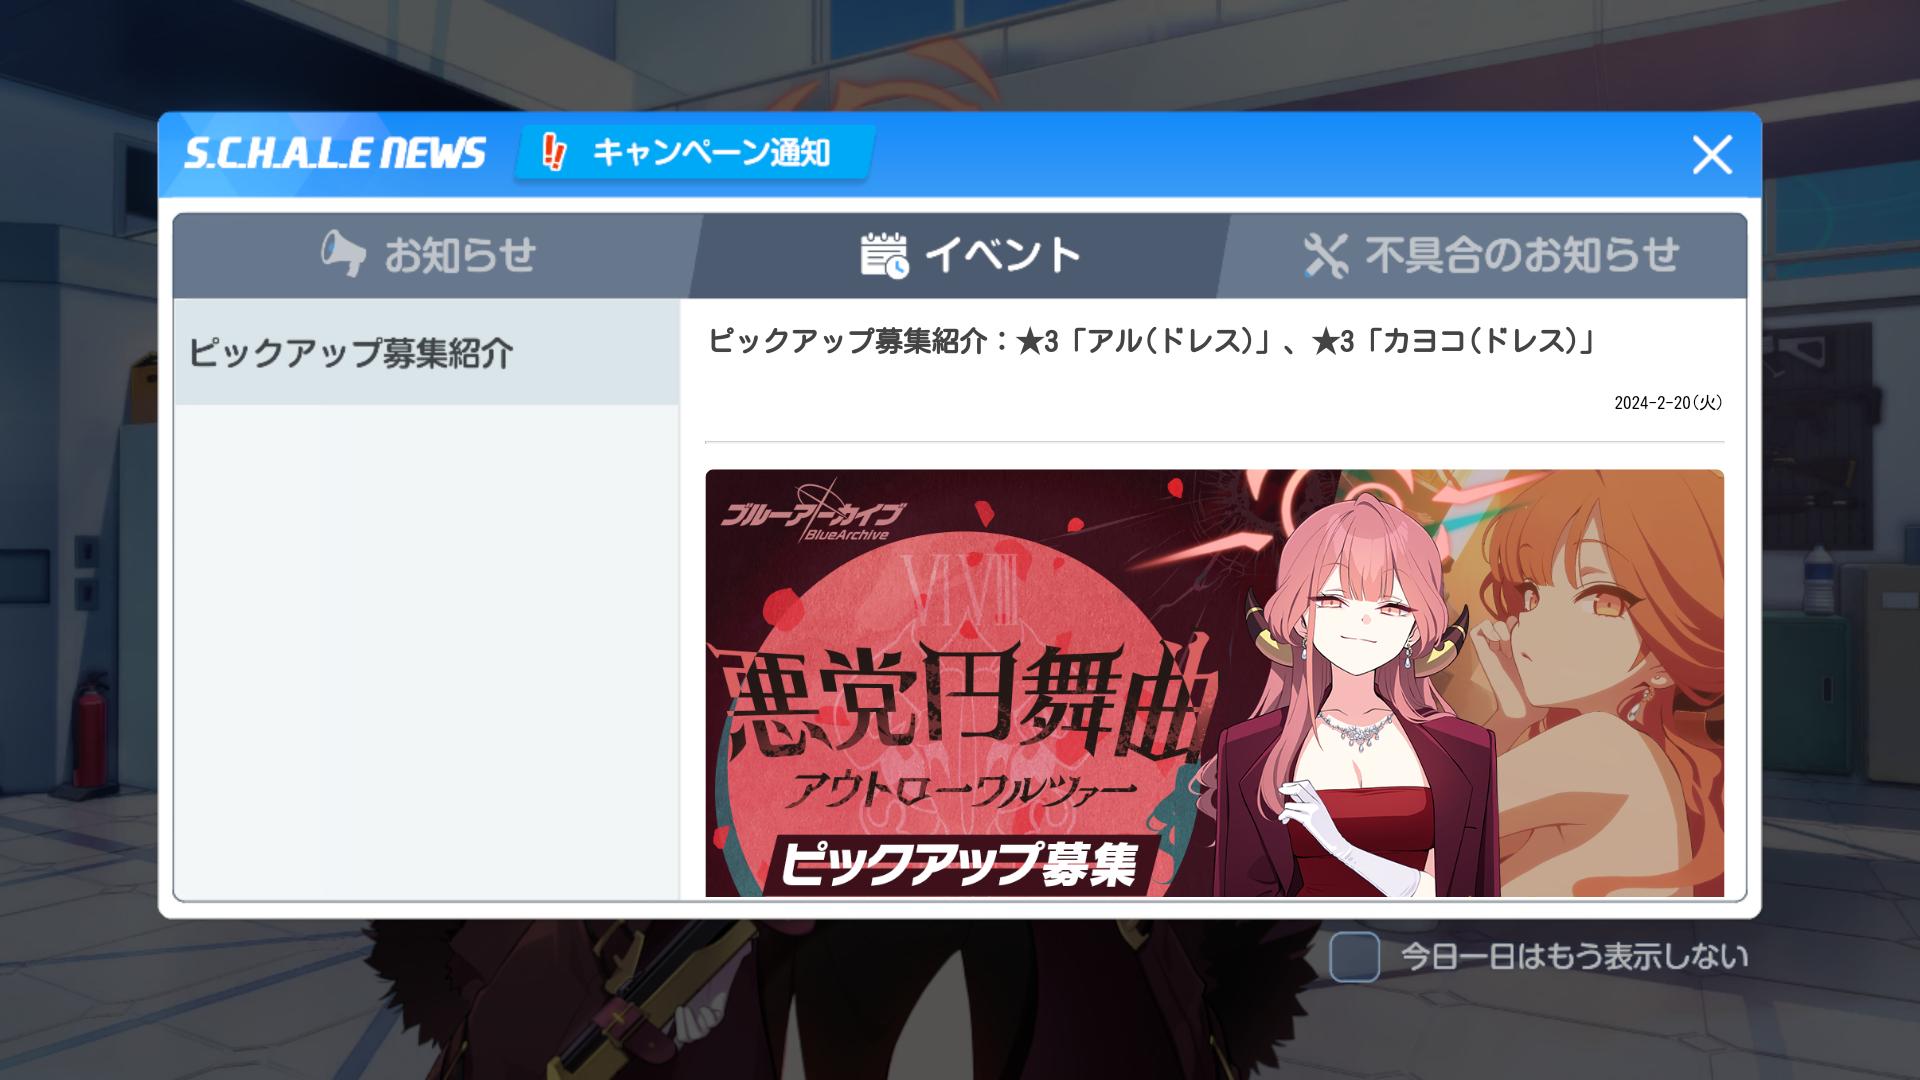 S.C.H.A.L.E NEWS
キャンペーン通知
お知らせ
イベント
不具合のお知らせ
ピックアップ募集紹介
ピックアップ募集紹介：★3「アル(ドレス)」、★3「カヨコ(ドレス)」
2024-2-20(火)
ブルーアーカイブ
BlueArchive
悪党円舞曲
アウトローワルツァー
ピックアップ募集
今日一日はもう表示しない